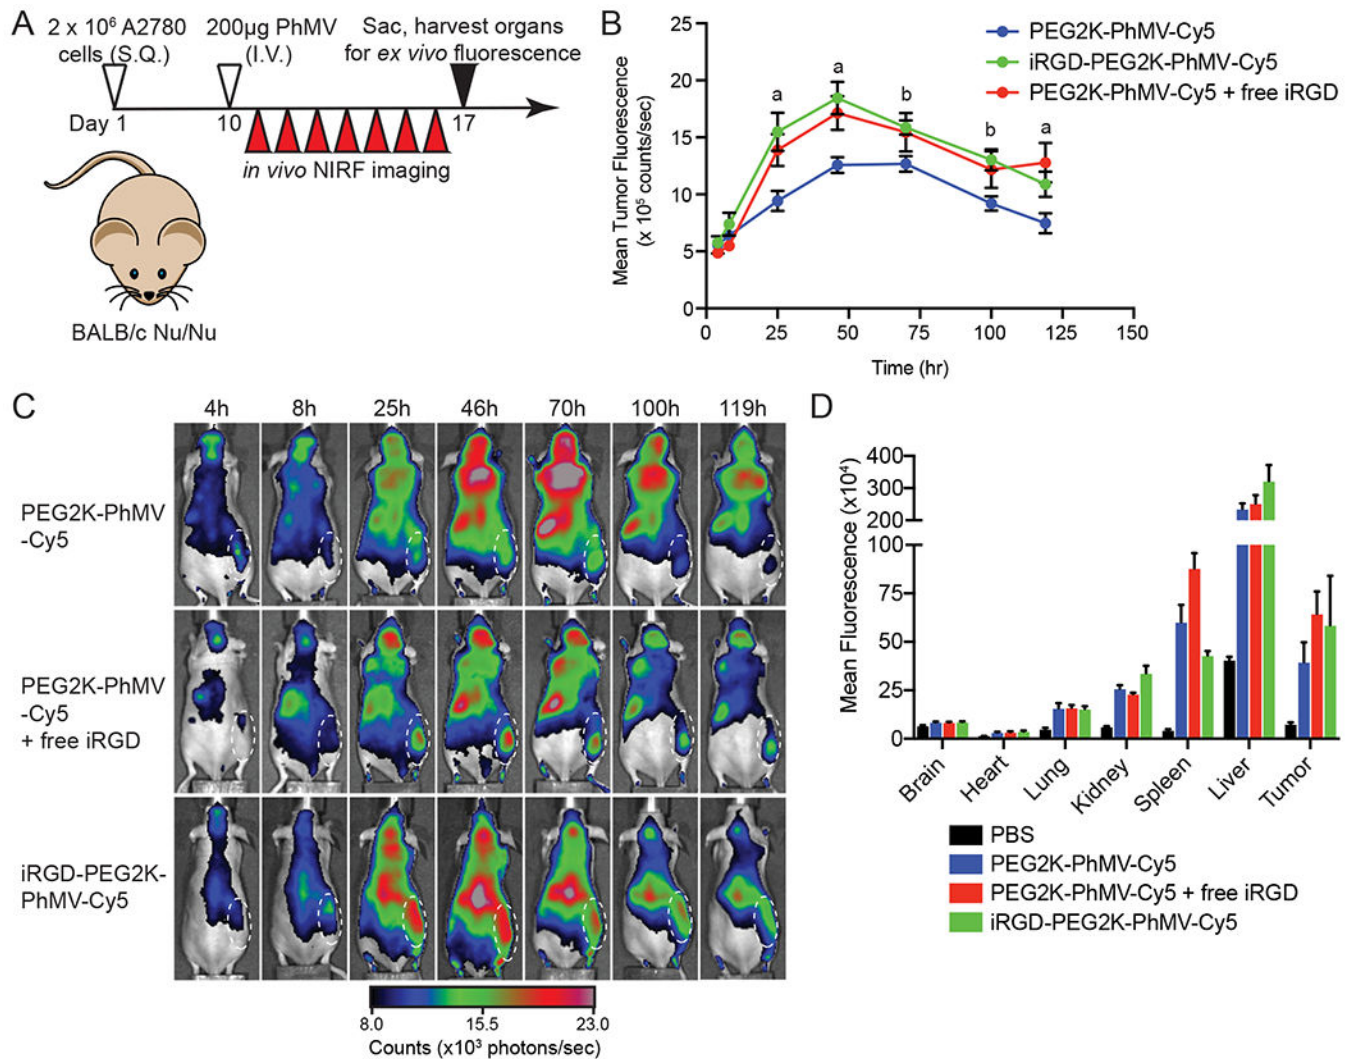 A
2 x 10⁶ A2780
cells (S.Q.)
200µg PhMV
(I.V.)
Sac, harvest organs
for ex vivo fluorescence
Day 1
10
17
in vivo NIRF imaging
BALB/c Nu/Nu
B
PEG2K-PhMV-Cy5
iRGD-PEG2K-PhMV-Cy5
PEG2K-PhMV-Cy5 + free iRGD
Mean Tumor Fluorescence
(x 10⁵ counts/sec)
25
20
15
10
5
0
a
a
b
b
a
0
25
50
75
100
125
150
Time (hr)
C
4h
8h
25h
46h
70h
100h
119h
PEG2K-PhMV
-Cy5
PEG2K-PhMV
-Cy5
+ free iRGD
iRGD-PEG2K-
PhMV-Cy5
8.0
15.5
23.0
Counts (x10³ photons/sec)
D
Mean Fluorescence (x10⁴)
400
300
200
100
75
50
25
0
Brain
Heart
Lung
Kidney
Spleen
Liver
Tumor
PBS
PEG2K-PhMV-Cy5
PEG2K-PhMV-Cy5 + free iRGD
iRGD-PEG2K-PhMV-Cy5